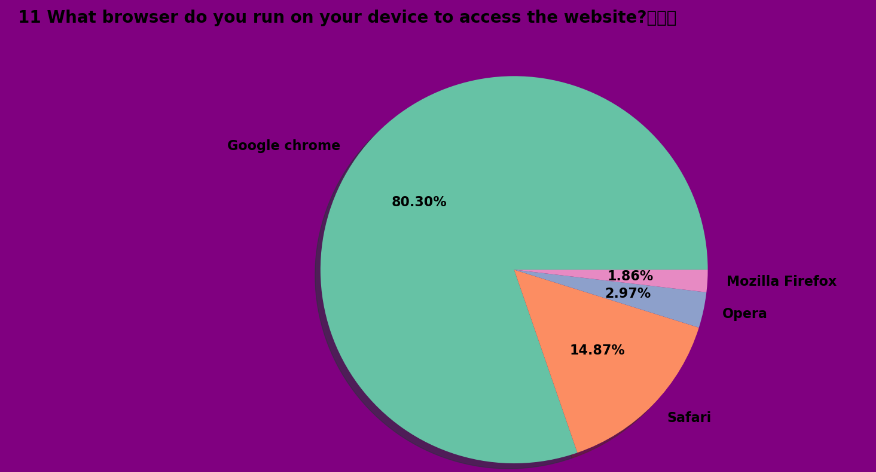 11 What browser do you run on your device to access the website?
Google chrome
80.30%
1.86%
Mozilla Firefox
2.97%
Opera
14.87%
Safari